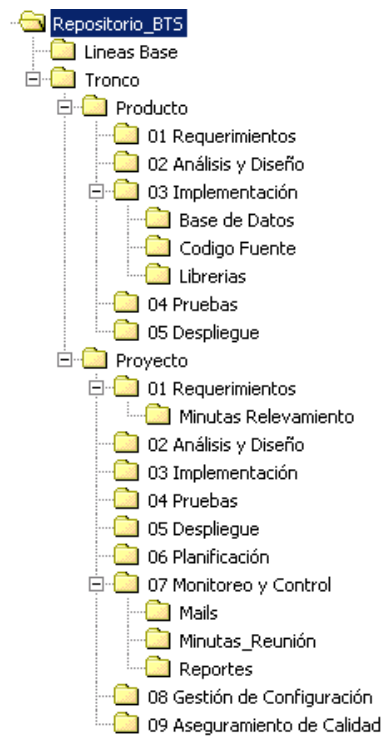 Repositorio_BTS
Lineas Base
Tronco
Producto
01 Requerimientos
02 Análisis y Diseño
03 Implementación
Base de Datos
Codigo Fuente
Librerias
04 Pruebas
05 Despliegue
Proyecto
01 Requerimientos
Minutas Relevamiento
02 Análisis y Diseño
03 Implementación
04 Pruebas
05 Despliegue
06 Planificación
07 Monitoreo y Control
Mails
Minutas_Reunión
Reportes
08 Gestión de Configuración
09 Aseguramiento de Calidad